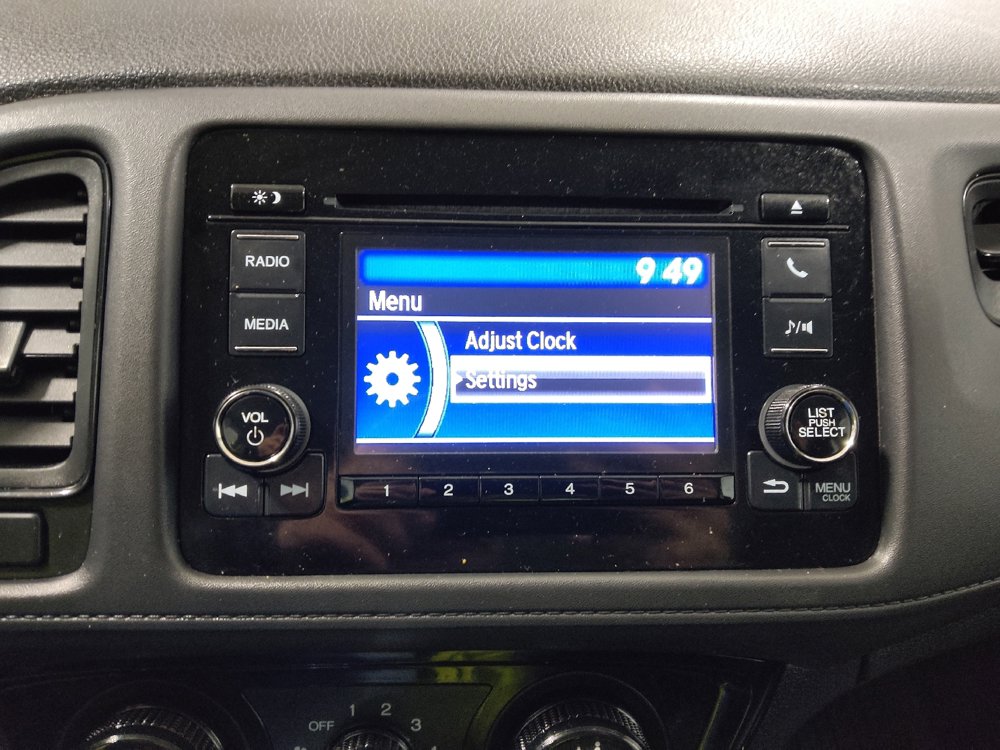 RADIO
MEDIA
VOL
9 49
Menu
Adjust Clock
Settings
LIST
PUSH
SELECT
MENU
CLOCK
1 2 3 4 5 6
OFF 1 2 3